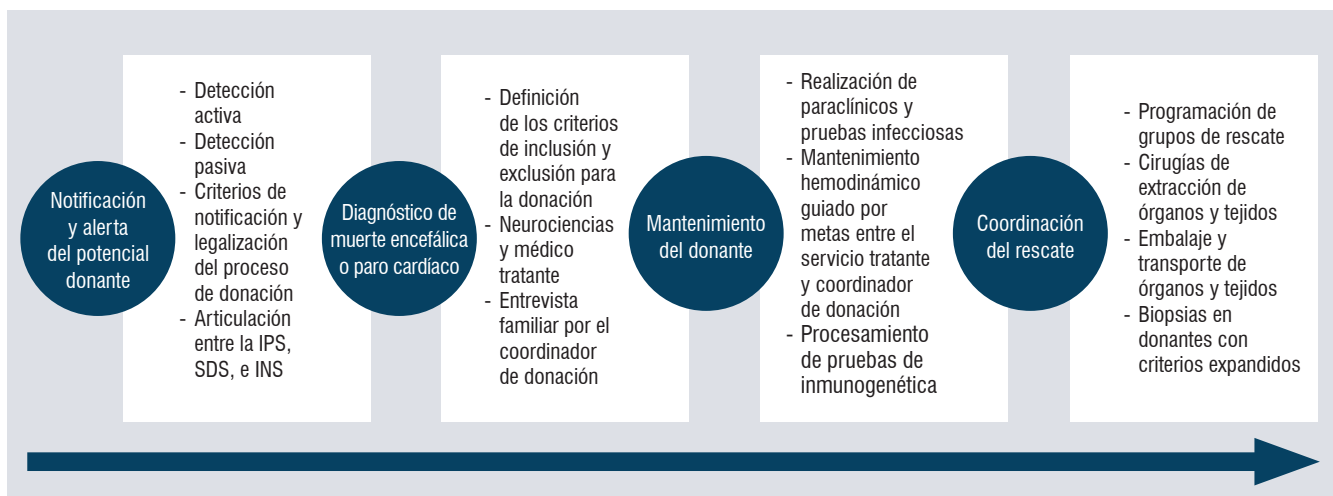 Notificación
y alerta
del potencial
donante
- Detección
activa
- Detección
pasiva
- Criterios de
notificación y
legalización
del proceso
de donación
- Articulación
entre la IPS,
SDS, e INS
Diagnóstico de
muerte encefálica
o paro cardíaco
- Definición
de los criterios
de inclusión y
exclusión para
la donación
- Neurociencias
y médico
tratante
- Entrevista
familiar por el
coordinador
de donación
Mantenimiento
del donante
- Realización de
paraclínicos y
pruebas infecciosas
- Mantenimiento
hemodinámico
guiado por
metas entre el
servicio tratante
y coordinador
de donación
- Procesamiento
de pruebas de
inmunogenética
Coordinación
del rescate
- Programación de
grupos de rescate
- Cirugías de
extracción de
órganos y tejidos
- Embalaje y
transporte de
órganos y tejidos
- Biopsias en
donantes con
criterios expandidos